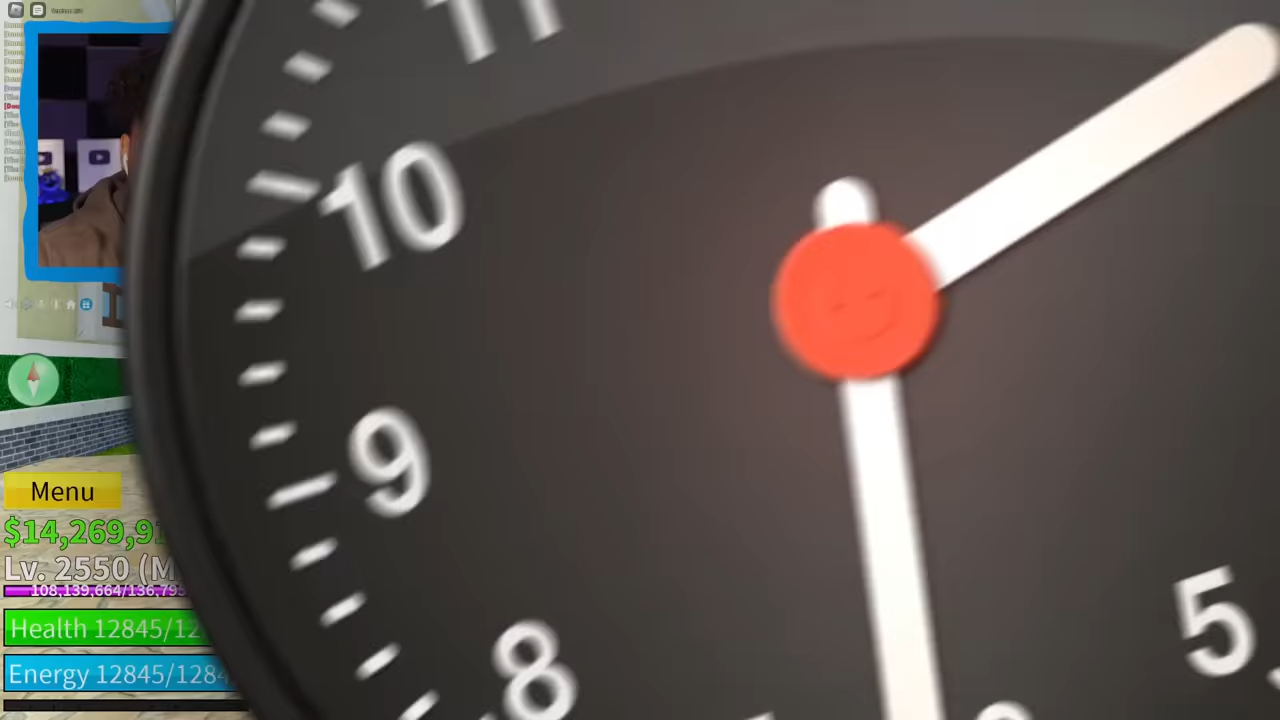 11
10
9
8
5
Menu
$14,269,91
Lv. 2550 (M
108,139,664/136,795
Health 12845/12
Energy 12845/1284